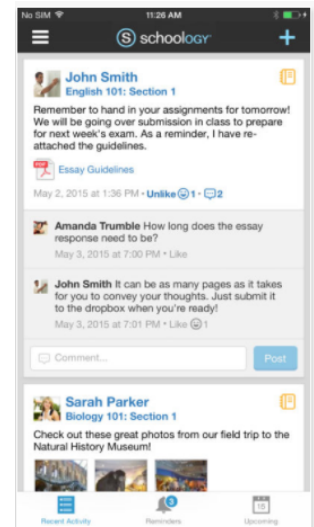 No SIM 11:26 AM
S schoology
John Smith
English 101: Section 1
Remember to hand in your assignments for tomorrow!
We will be going over submission in class to prepare
for next week's exam. As a reminder, I have re-
attached the guidelines.
PDF Essay Guidelines
May 2, 2015 at 1:36 PM • Unlike 1 • 2
Amanda Trumble How long does the essay
response need to be?
May 3, 2015 at 7:00 PM • Like
John Smith It can be as many pages as it takes
for you to convey your thoughts. Just submit it
to the dropbox when you're ready!
May 3, 2015 at 7:01 PM • Like 1
Comment... Post
Sarah Parker
Biology 101: Section 1
Check out these great photos from our field trip to the
Natural History Museum!
3 15
Recent Activity Reminders Upcoming